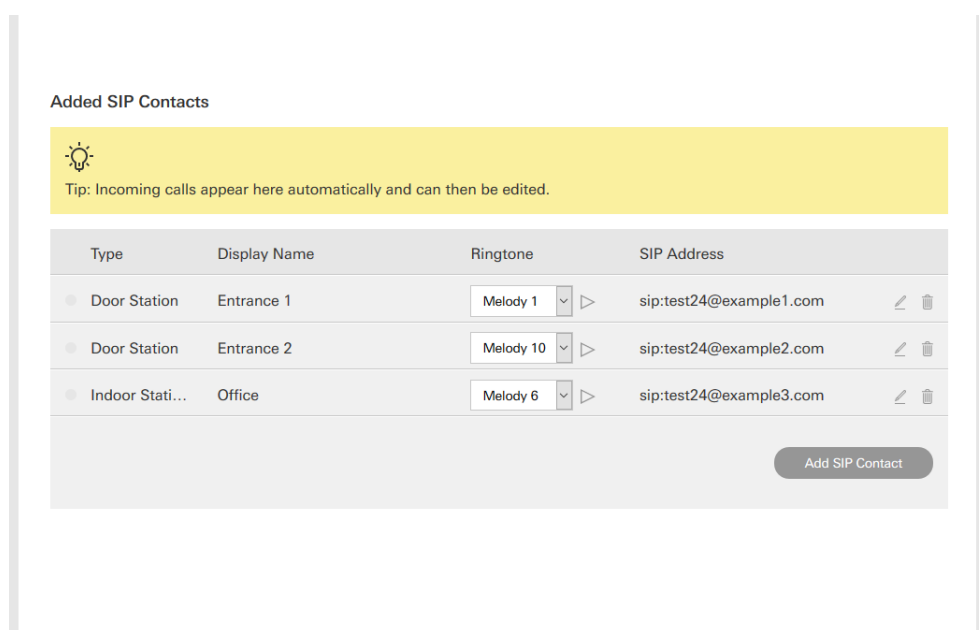 Added SIP Contacts
Tip: Incoming calls appear here automatically and can then be edited.
Type Display Name Ringtone SIP Address
Door Station Entrance 1 Melody 1 sip:test24@example1.com
Door Station Entrance 2 Melody 10 sip:test24@example2.com
Indoor Stati... Office Melody 6 sip:test24@example3.com
Add SIP Contact